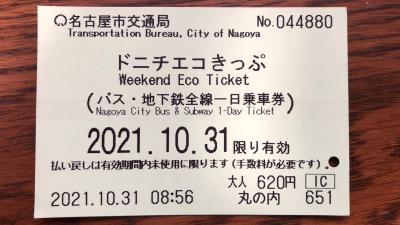 名古屋市交通局 No.044880
Transportation Bureau, City of Nagoya
ドニチエコきっぷ
Weekend Eco Ticket
(バス・地下鉄全線一日乗車券)
Nagoya City Bus & Subway 1-Day Ticket
2021.10.31 限り有効
払い戻しは有効期間内未使用に限ります(手数料が必要です)。
大人 620円 IC
2021.10.31 08:56 丸の内 651